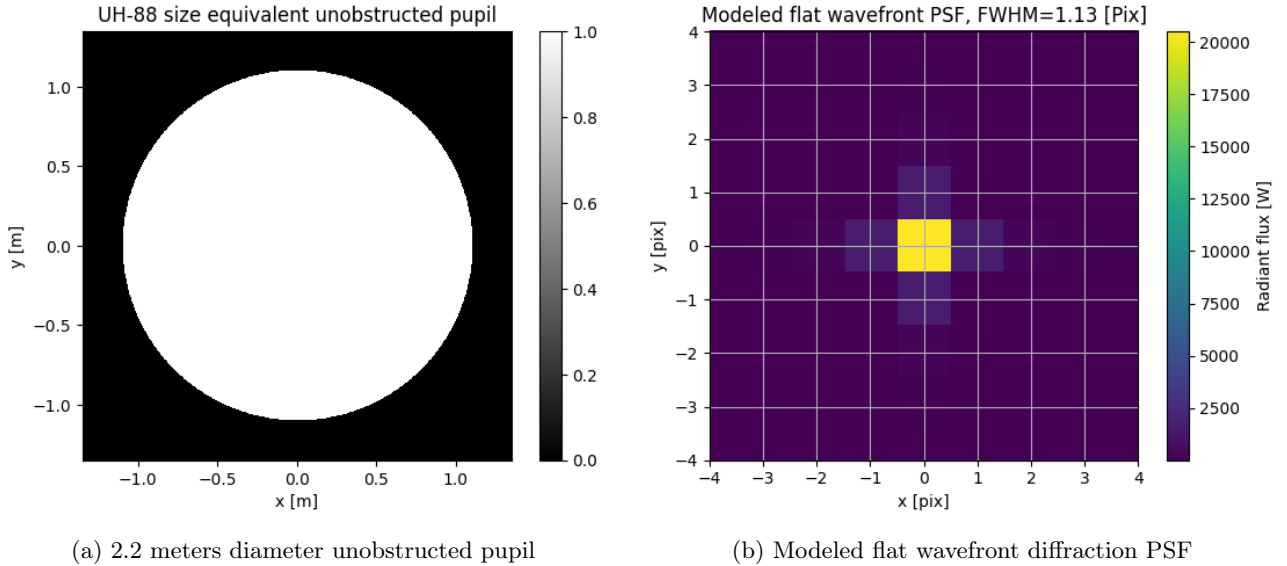 UH-88 size equivalent unobstructed pupil
1.0
0.5
0.0
−0.5
−1.0
y [m]
−1.0 −0.5 0.0 0.5 1.0
x [m]
1.0
0.8
0.6
0.4
0.2
0.0
(a) 2.2 meters diameter unobstructed pupil
Modeled flat wavefront PSF, FWHM=1.13 [Pix]
4
3
2
1
0
−1
−2
−3
−4
y [pix]
−4 −3 −2 −1 0 1 2 3 4
x [pix]
20000
17500
15000
12500
10000
7500
5000
2500
Radiant flux [W]
(b) Modeled flat wavefront diffraction PSF